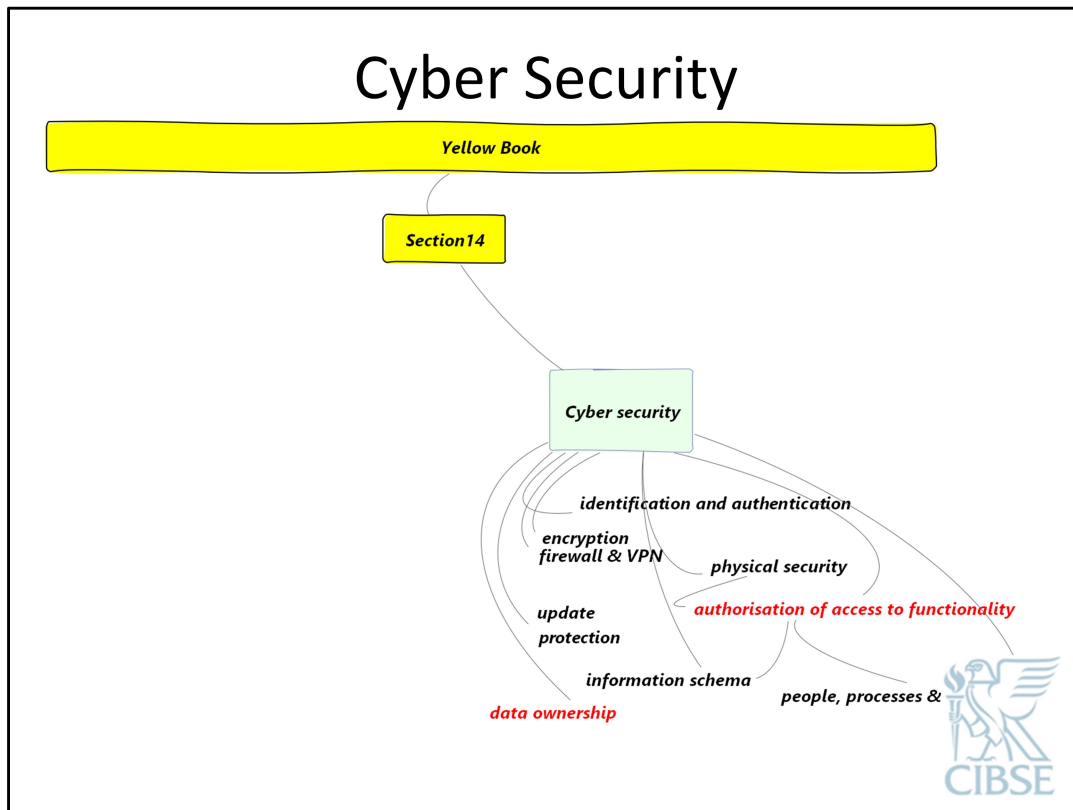 Cyber Security
Yellow Book
Section14
Cyber security
identification and authentication
encryption
firewall & VPN
physical security
authorisation of access to functionality
update
protection
information schema
people, processes &
data ownership
CIBSE